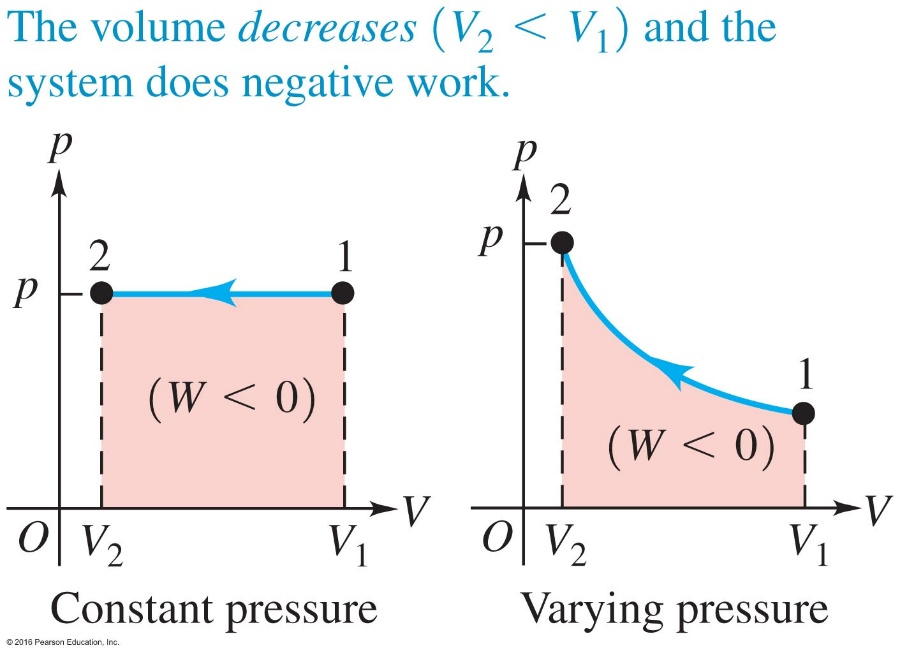 The volume decreases (V₂ < V₁) and the
system does negative work.
p
2
1
p
(W < 0)
V
O
V₂
V₁
Constant pressure
p
2
p
1
(W < 0)
V
O
V₂
V₁
Varying pressure
© 2016 Pearson Education, Inc.